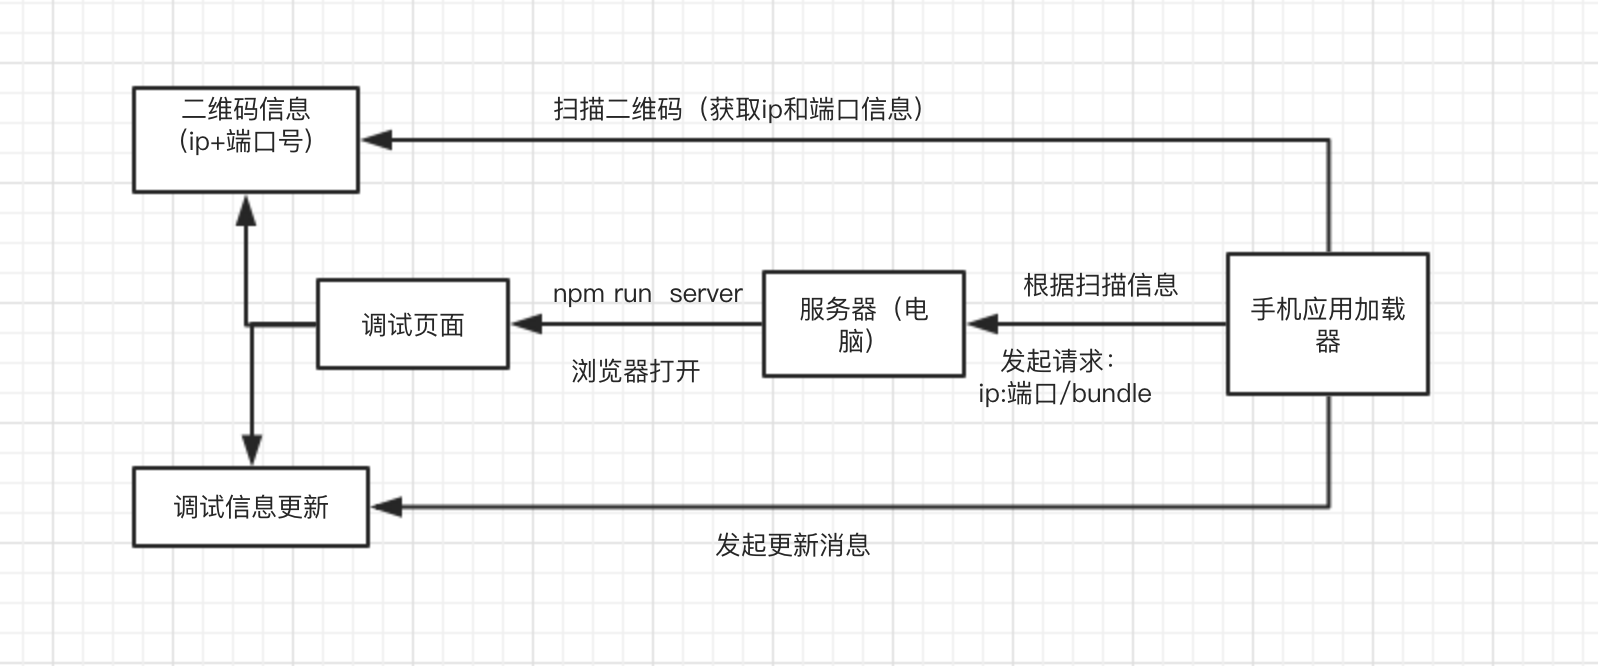 二维码信息
（ip+端口号）
扫描二维码（获取ip和端口信息）
调试页面
npm run  server
浏览器打开
服务器（电
脑）
根据扫描信息
发起请求：
ip:端口/bundle
手机应用加载
器
调试信息更新
发起更新消息